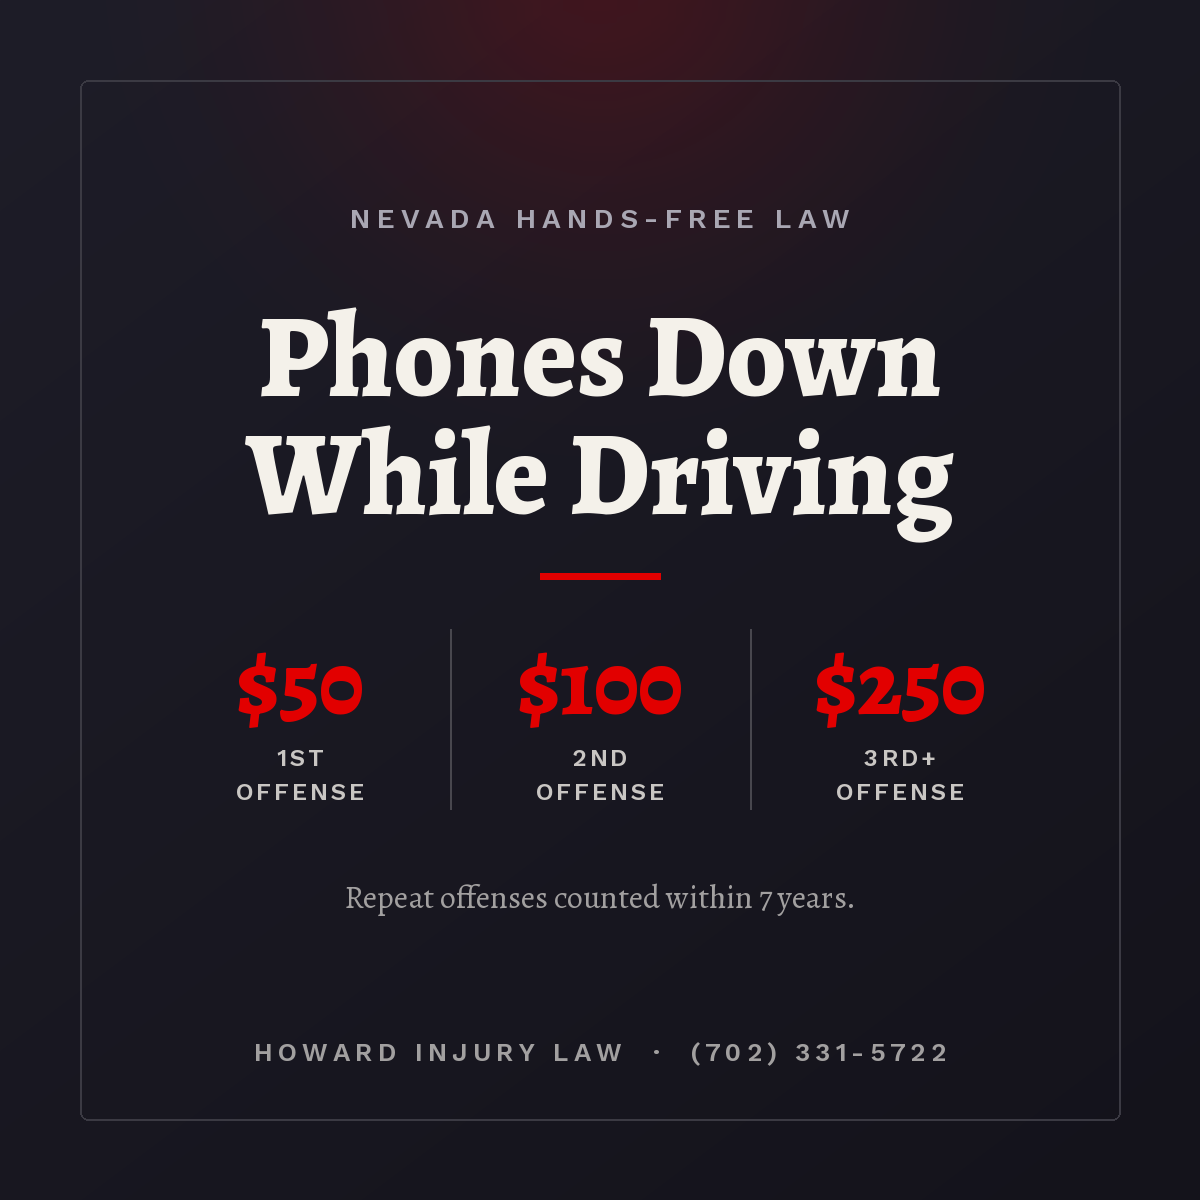 NEVADA HANDS-FREE LAW
Phones Down
While Driving
$50
1ST
OFFENSE
$100
2ND
OFFENSE
$250
3RD+
OFFENSE
Repeat offenses counted within 7 years.
HOWARD INJURY LAW · (702) 331-5722